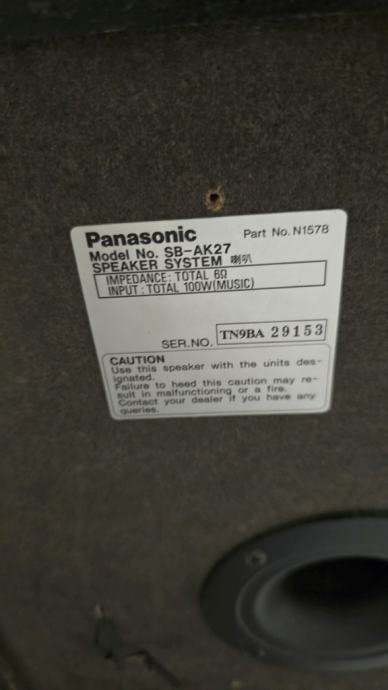 Panasonic Part No. N1578
Model No. SB-AK27
SPEAKER SYSTEM 喇叭
IMPEDANCE: TOTAL 6Ω
INPUT: TOTAL 100W(MUSIC)
SER.NO. TN9BA 29153
CAUTION
Use this speaker with the units des-
ignated.
Failure to heed this caution may re-
sult in malfunctioning or a fire.
Contact your dealer if you have any
queries.